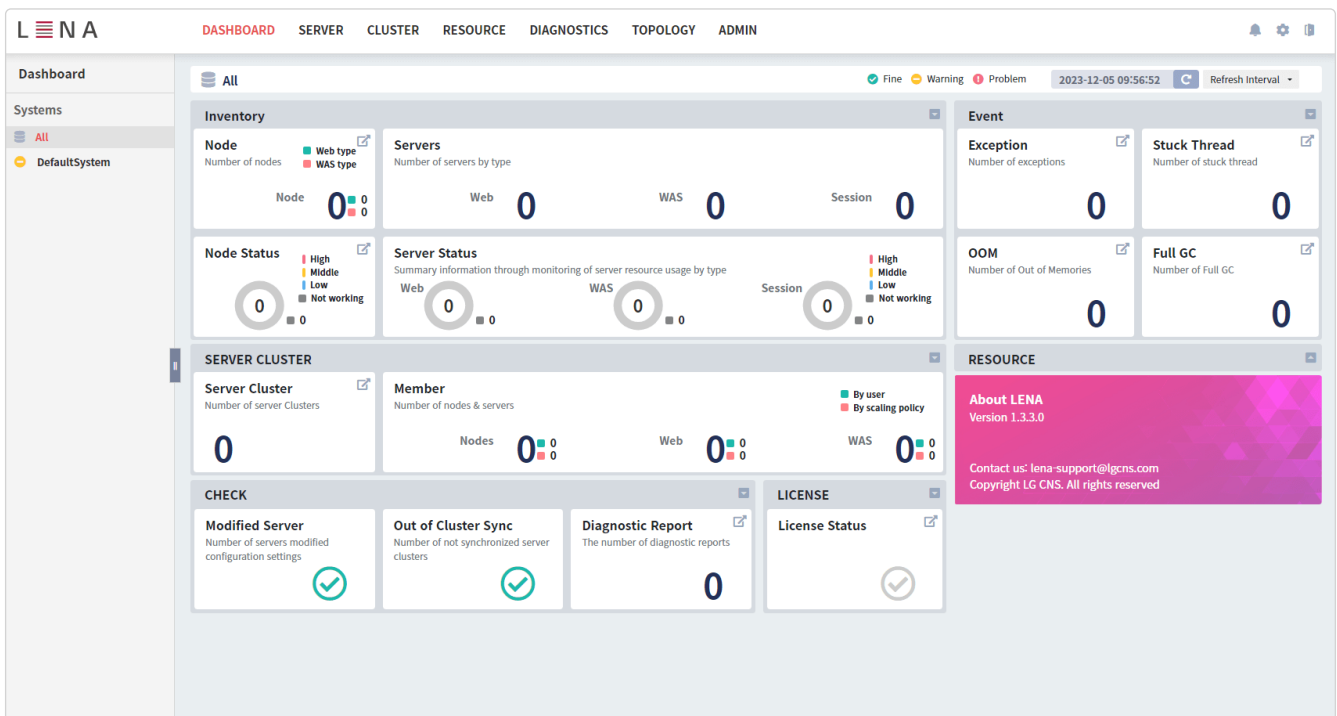 LENA
DASHBOARD SERVER CLUSTER RESOURCE DIAGNOSTICS TOPOLOGY ADMIN
Dashboard
Systems
All
DefaultSystem
All
Fine Warning Problem 2023-12-05 09:56:52 Refresh Interval
Inventory
Node
Number of nodes
Web type
WAS type
Node 0 0
0
Servers
Number of servers by type
Web 0 WAS 0 Session 0
Node Status
High
Middle
Low
Not working
0 0
Server Status
Summary information through monitoring of server resource usage by type
High
Middle
Low
Not working
Web 0 0 WAS 0 0 Session 0 0
Event
Exception
Number of exceptions
0
Stuck Thread
Number of stuck thread
0
OOM
Number of Out of Memories
0
Full GC
Number of Full GC
0
SERVER CLUSTER
Server Cluster
Number of server Clusters
0
Member
Number of nodes & servers
By user
By scaling policy
Nodes 0 0
0
Web 0 0
0
WAS 0 0
0
RESOURCE
About LENA
Version 1.3.3.0
Contact us: lena-support@lgcns.com
Copyright LG CNS. All rights reserved
CHECK
Modified Server
Number of servers modified
configuration settings
Out of Cluster Sync
Number of not synchronized server
clusters
Diagnostic Report
The number of diagnostic reports
0
LICENSE
License Status